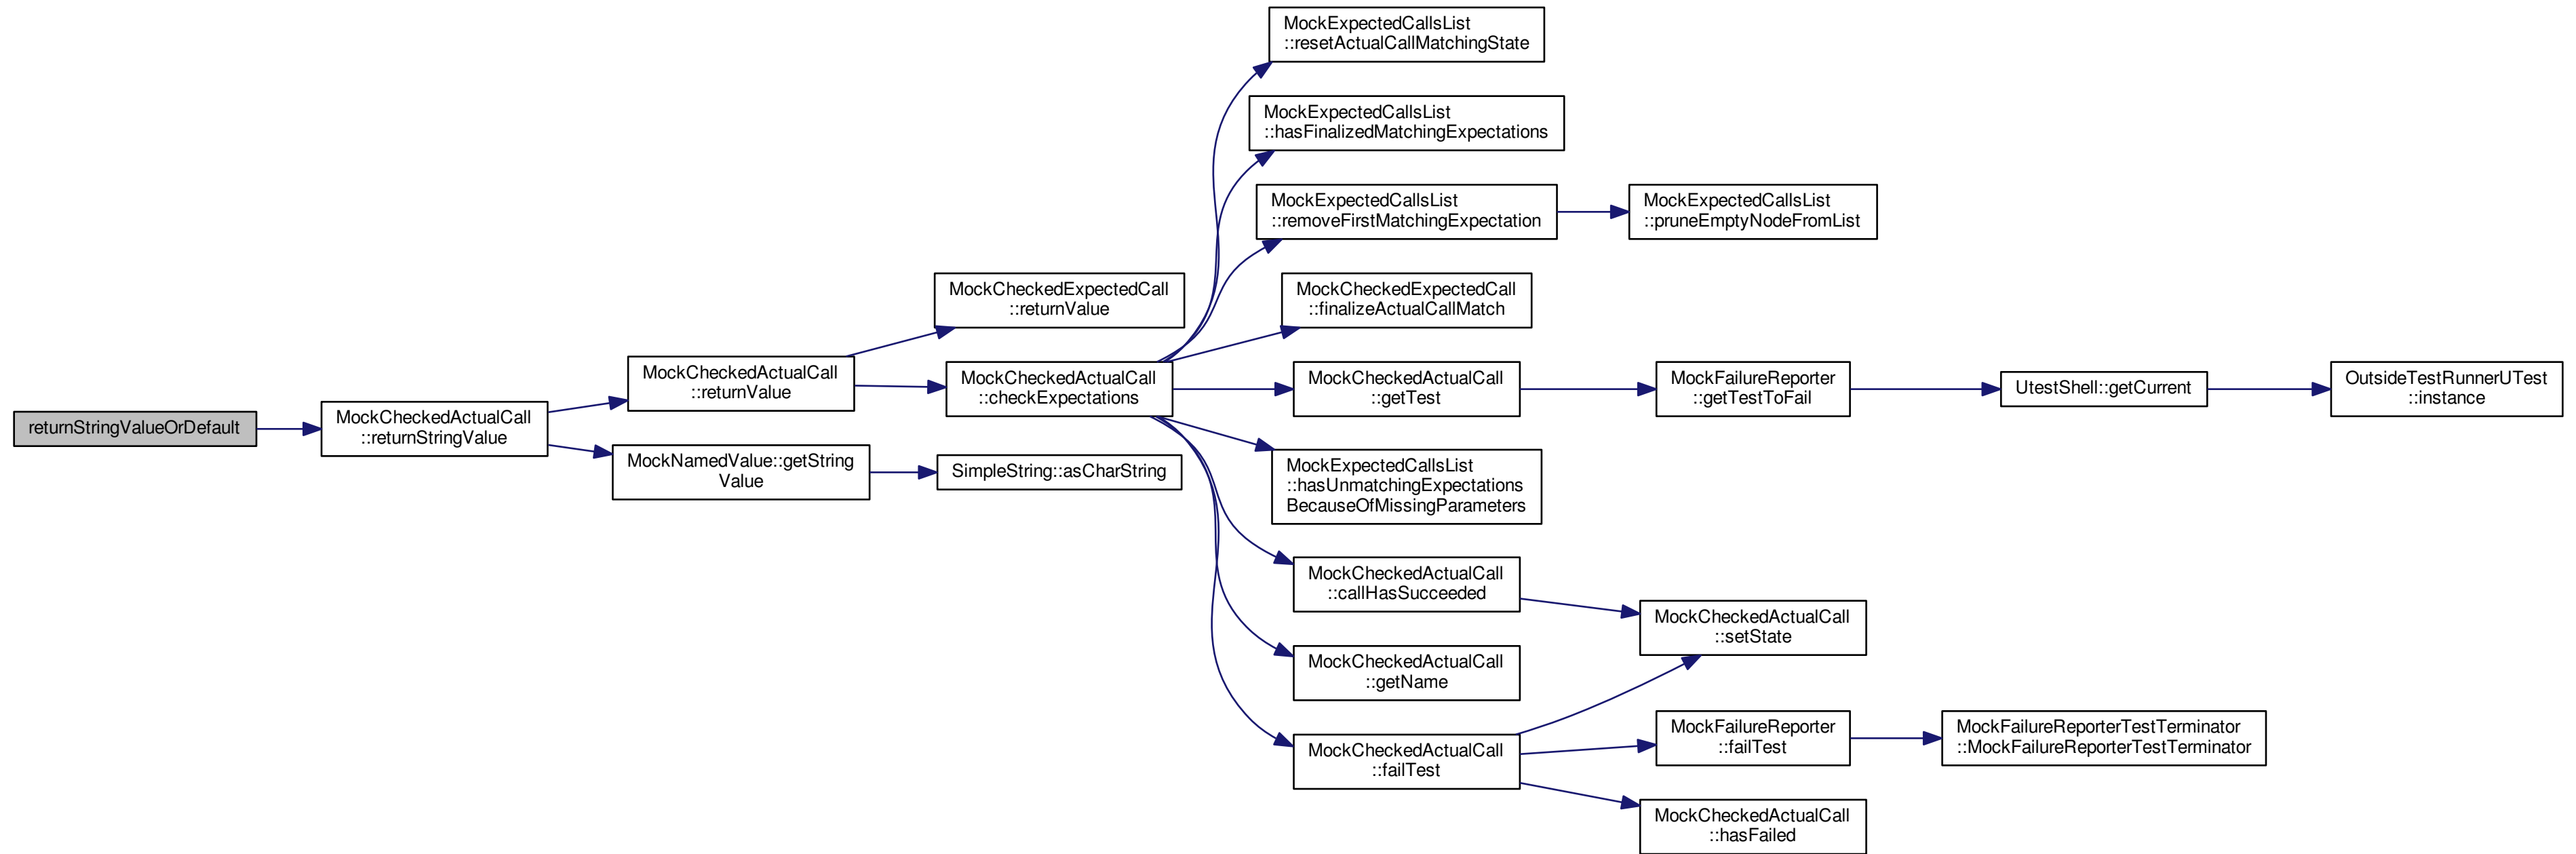 returnStringValueOrDefault
MockCheckedActualCall
::returnStringValue
MockCheckedActualCall
::returnValue
MockNamedValue::getString
Value
MockCheckedExpectedCall
::returnValue
MockCheckedActualCall
::checkExpectations
SimpleString::asCharString
MockExpectedCallsList
::resetActualCallMatchingState
MockExpectedCallsList
::hasFinalizedMatchingExpectations
MockExpectedCallsList
::removeFirstMatchingExpectation
MockExpectedCallsList
::pruneEmptyNodeFromList
MockCheckedExpectedCall
::finalizeActualCallMatch
MockCheckedActualCall
::getTest
MockFailureReporter
::getTestToFail
UtestShell::getCurrent
OutsideTestRunnerUTest
::instance
MockExpectedCallsList
::hasUnmatchingExpectations
BecauseOfMissingParameters
MockCheckedActualCall
::callHasSucceeded
MockCheckedActualCall
::setState
MockCheckedActualCall
::getName
MockCheckedActualCall
::failTest
MockFailureReporter
::failTest
MockFailureReporterTestTerminator
::MockFailureReporterTestTerminator
MockCheckedActualCall
::hasFailed